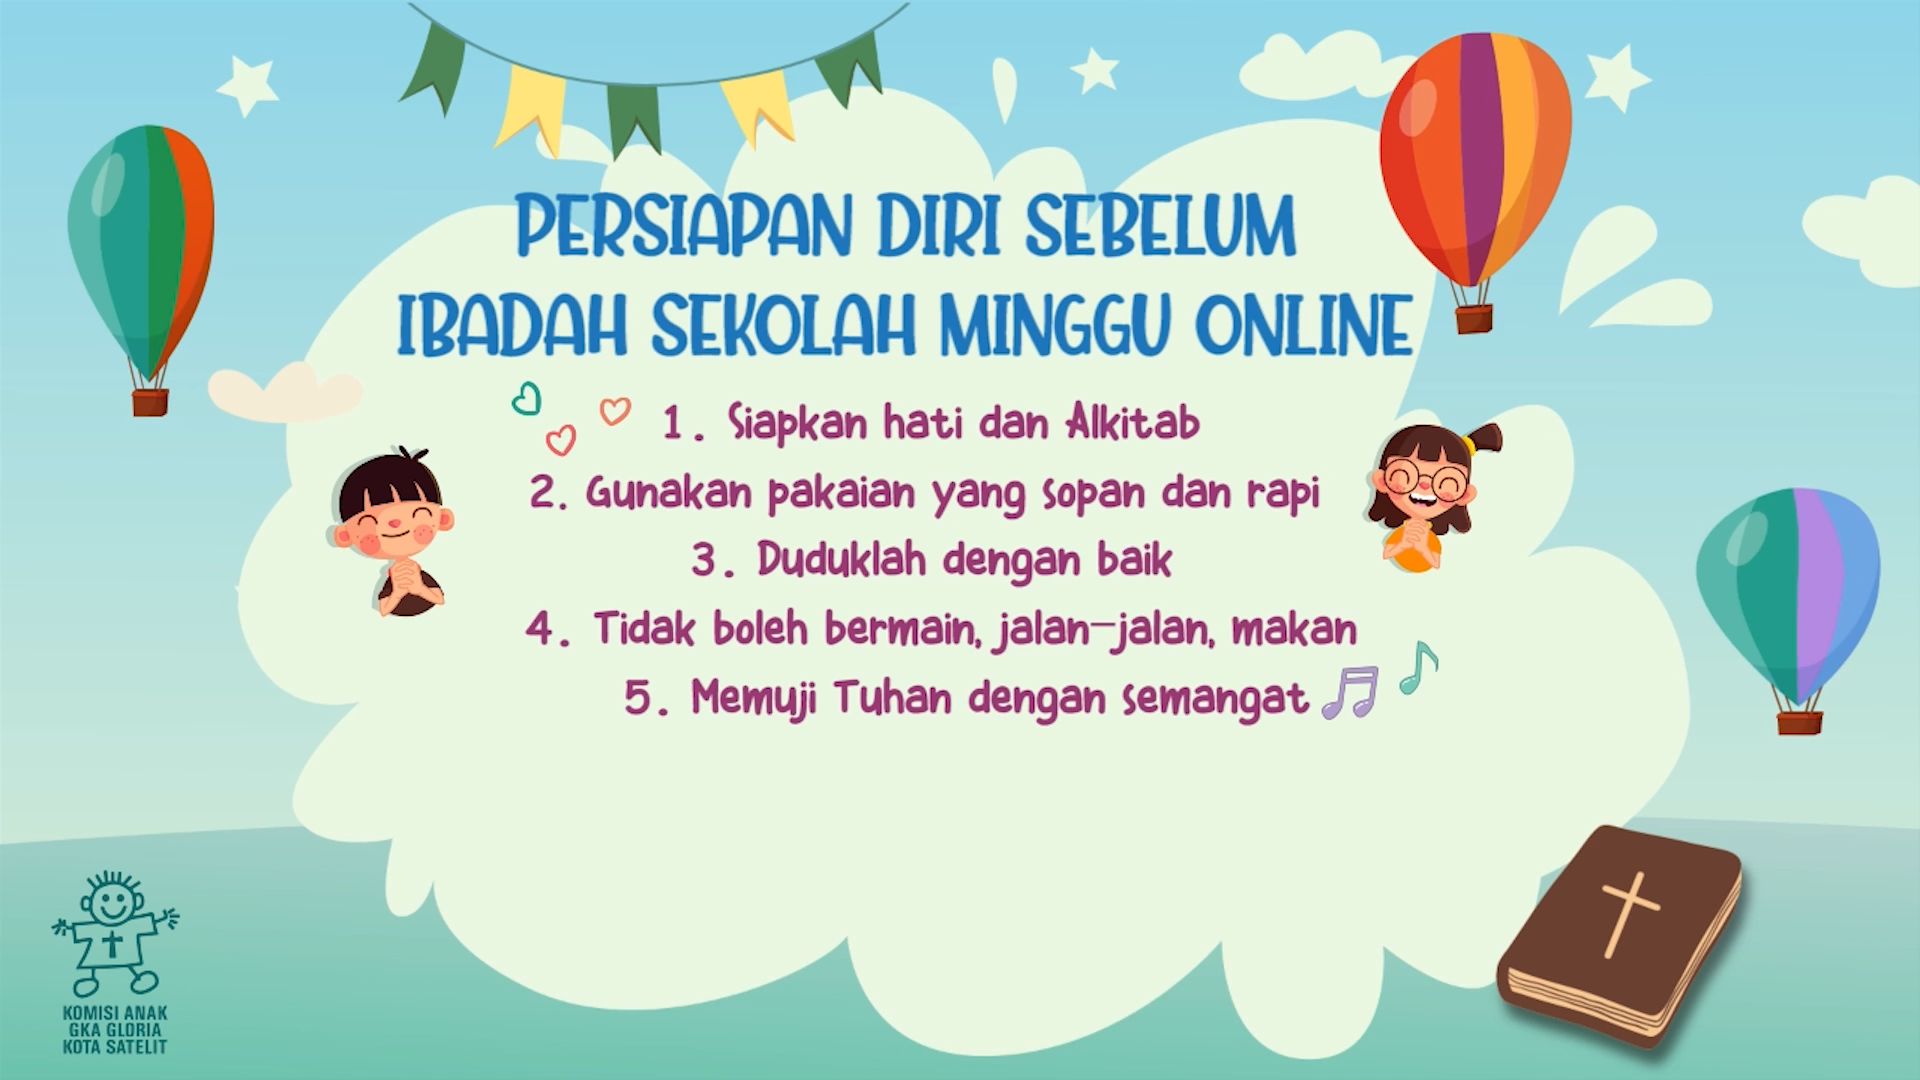 PERSIAPAN DIRI SEBELUM
IBADAH SEKOLAH MINGGU ONLINE
1. Siapkan hati dan Alkitab
2. Gunakan pakaian yang sopan dan rapi
3. Duduklah dengan baik
4. Tidak boleh bermain, jalan-jalan, makan
5. Memuji Tuhan dengan semangat
KOMISI ANAK
GKA GLORIA
KOTA SATELIT